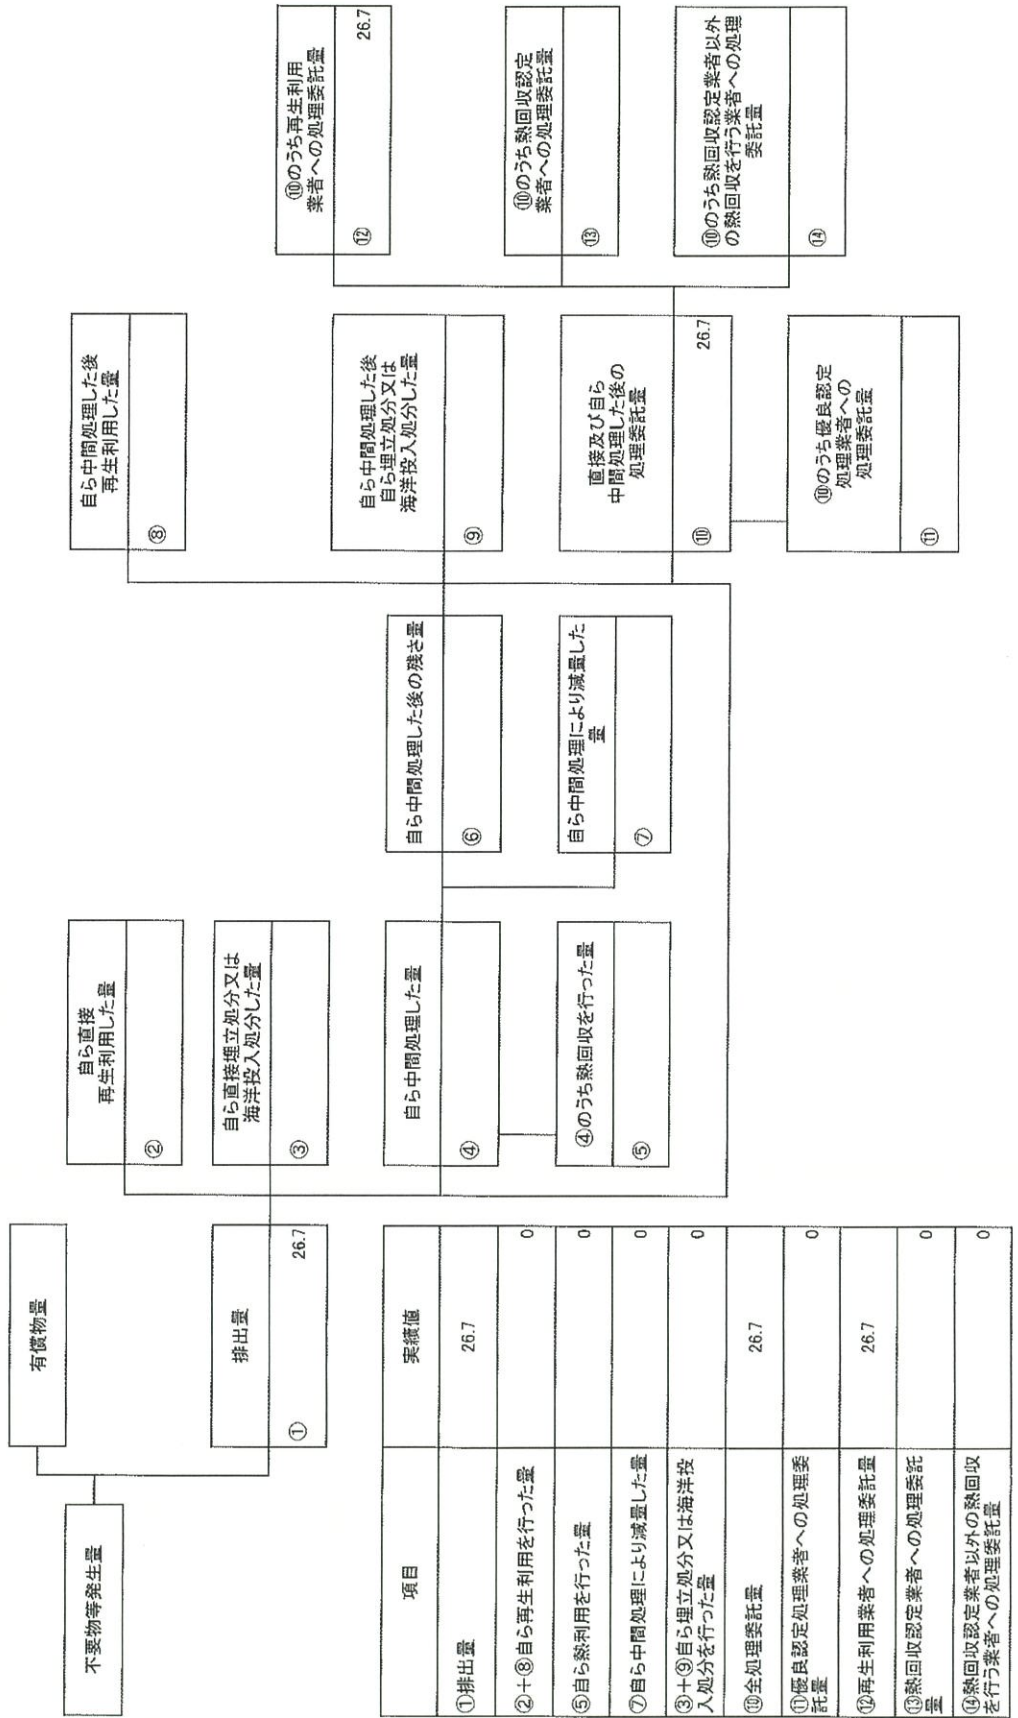 不要物等発生量
有償物量
排出量
①
26.7
自ら直接
再生利用した量
②
自ら直接埋立処分又は
海洋投入処分した量
③
自ら中間処理した量
④
④のうち熱回収を行った量
⑤
自ら中間処理した後の残さ量
⑥
自ら中間処理により減量した
量
⑦
自ら中間処理した後
再生利用した量
⑧
自ら中間処理した後
自ら埋立処分又は
海洋投入処分した量
⑨
直接及び自ら
中間処理した後の
処理委託量
⑩
26.7
⑩のうち優良認定
処理業者への
処理委託量
⑪
⑩のうち再生利用
業者への処理委託量
⑫
26.7
⑩のうち熱回収認定
業者への処理委託量
⑬
⑩のうち熱回収認定業者以外
の熱回収を行う業者への処理
委託量
⑭
項目
実績値
①排出量
26.7
②+⑧自ら再生利用を行った量
0
⑤自ら熱利用を行った量
0
⑦自ら中間処理により減量した量
0
③+⑨自ら埋立処分又は海洋投
入処分を行った量
0
⑩全処理委託量
26.7
⑪優良認定処理業者への処理委
託量
0
⑫再生利用業者への処理委託量
26.7
⑬熱回収認定業者への処理委託
量
0
⑭熱回収認定業者以外の熱回収
を行う業者への処理委託量
0